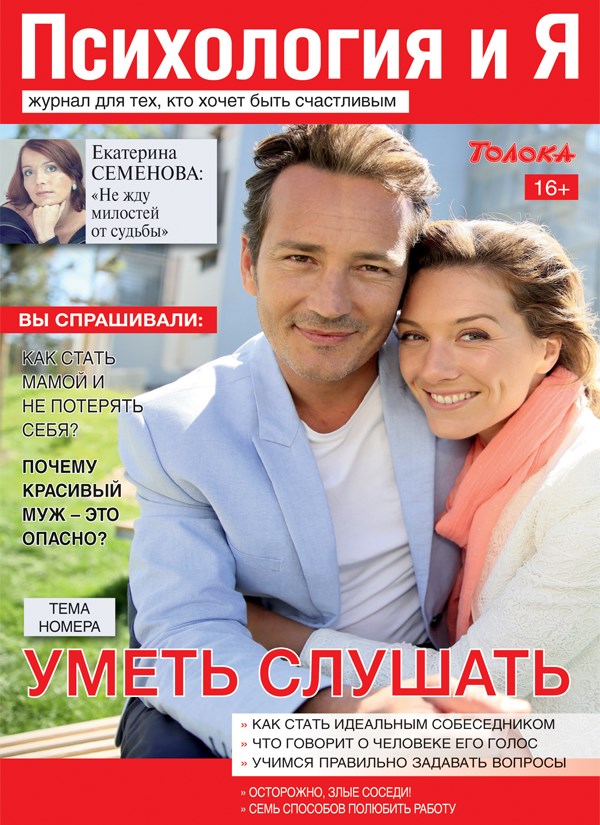 Психология и Я
журнал для тех, кто хочет быть счастливым
Екатерина
СЕМЕНОВА:
«Не жду
милостей
от судьбы»
ТОЛОКА
16+
ВЫ СПРАШИВАЛИ:
КАК СТАТЬ
МАМОЙ И
НЕ ПОТЕРЯТЬ
СЕБЯ?
ПОЧЕМУ
КРАСИВЫЙ
МУЖ – ЭТО
ОПАСНО?
ТЕМА
НОМЕРА
УМЕТЬ СЛУШАТЬ
» КАК СТАТЬ ИДЕАЛЬНЫМ СОБЕСЕДНИКОМ
» ЧТО ГОВОРИТ О ЧЕЛОВЕКЕ ЕГО ГОЛОС
» УЧИМСЯ ПРАВИЛЬНО ЗАДАВАТЬ ВОПРОСЫ
» ОСТОРОЖНО, ЗЛЫЕ СОСЕДИ!
» СЕМЬ СПОСОБОВ ПОЛЮБИТЬ РАБОТУ